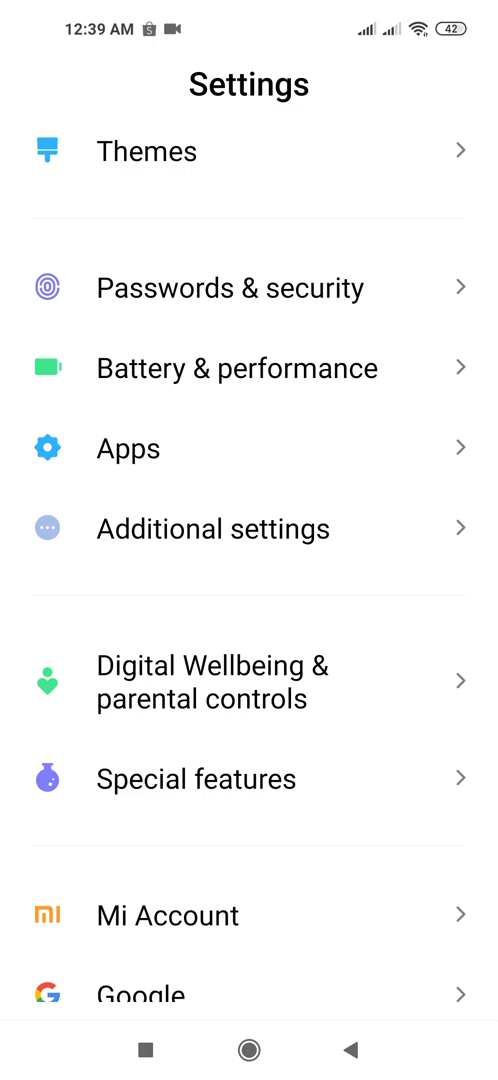 12:39 AM
42
Settings
Themes
Passwords & security
Battery & performance
Apps
Additional settings
Digital Wellbeing &
parental controls
Special features
Mi Account
Google